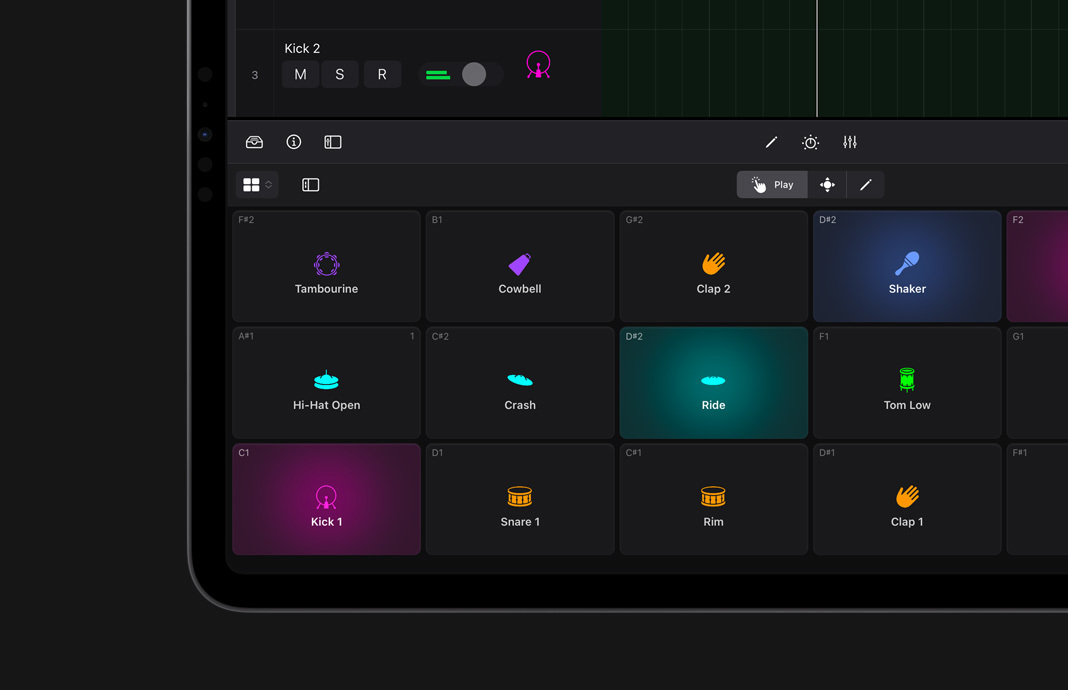 Kick 2
3
M S R
Play
F#2 B1 G#2 D#2 F2
Tambourine Cowbell Clap 2 Shaker
A#1 1 C#2 D#2 F1 G1
Hi-Hat Open Crash Ride Tom Low
C1 D1 C#1 D#1 F#1
Kick 1 Snare 1 Rim Clap 1